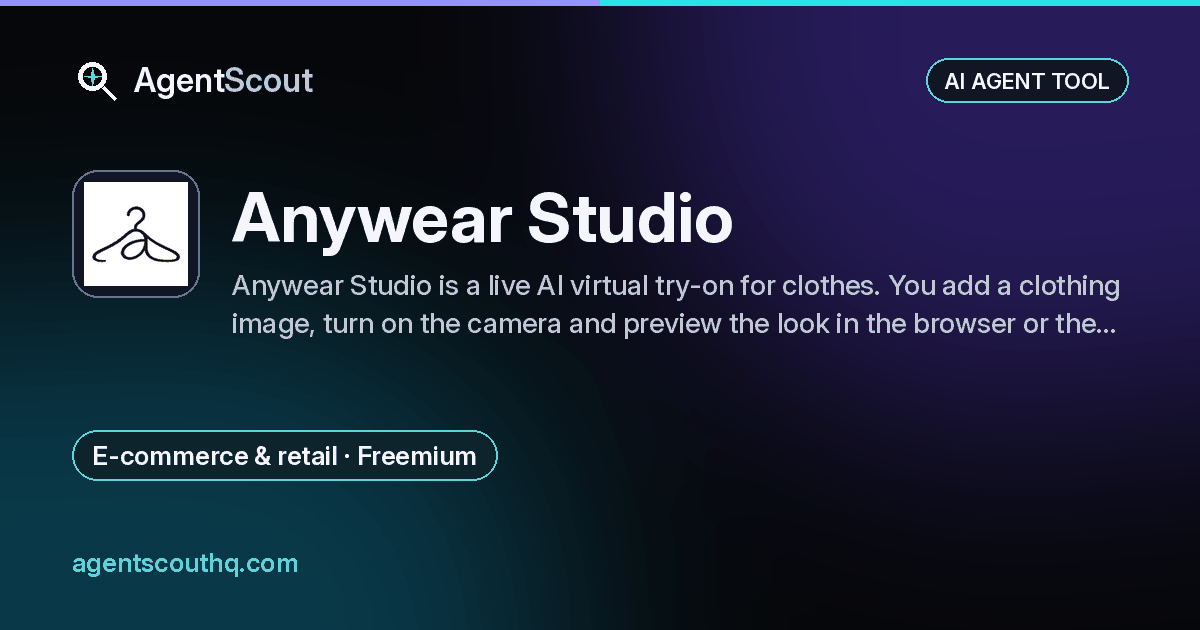 AgentScout
AI AGENT TOOL
Anywear Studio
Anywear Studio is a live AI virtual try-on for clothes. You add a clothing
image, turn on the camera and preview the look in the browser or the...
E-commerce & retail · Freemium
agentscouthq.com